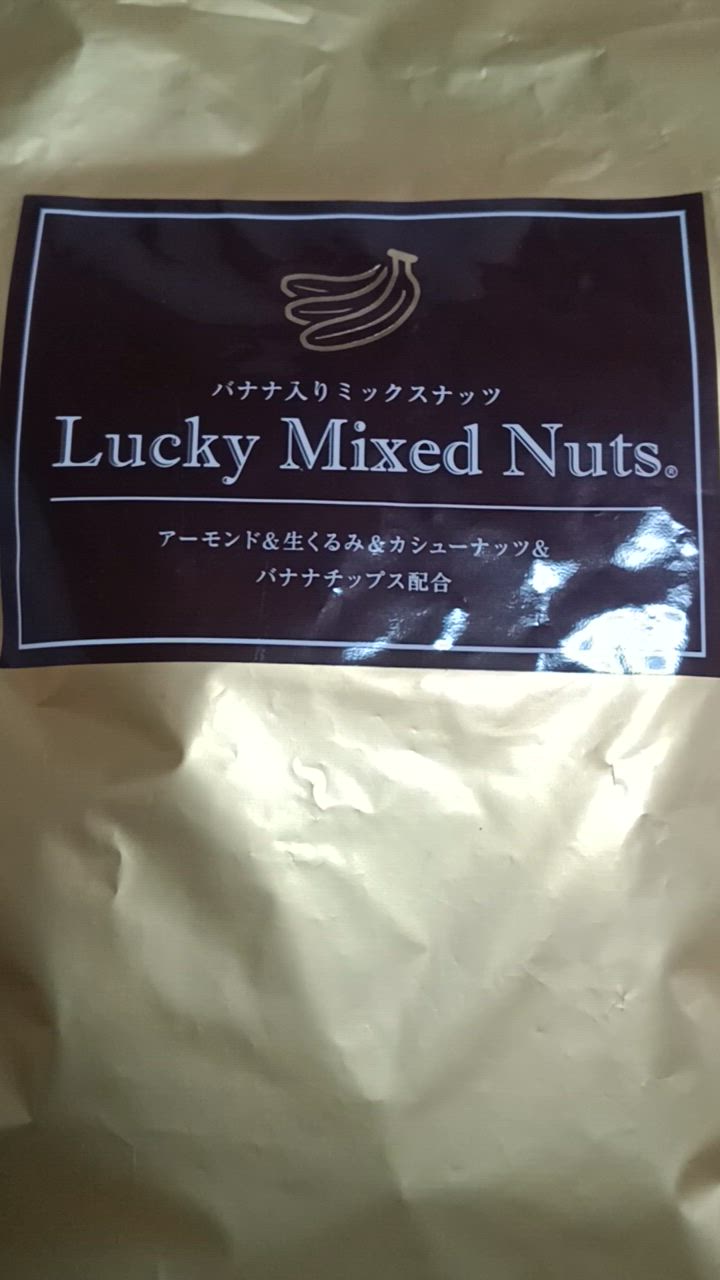 バナナ入りミックスナッツ
Lucky Mixed Nuts®
アーモンド&生くるみ&カシューナッツ&
バナナチップス配合